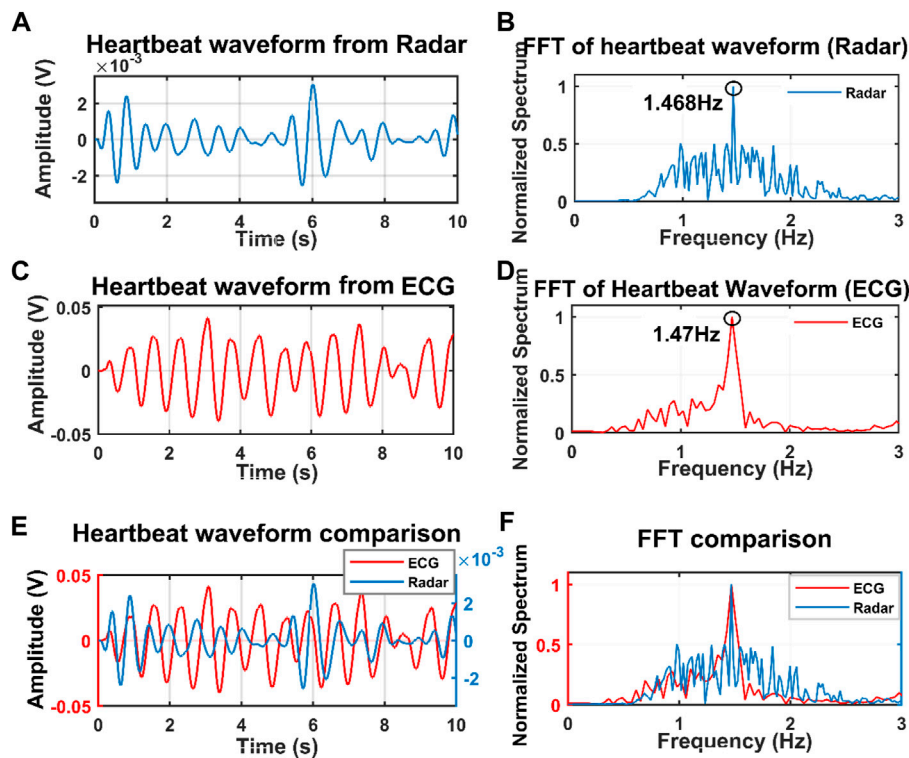 A
Heartbeat waveform from Radar
×10⁻³
Amplitude (V)
2
0
-2
0 2 4 6 8 10
Time (s)
B
FFT of heartbeat waveform (Radar)
Normalized Spectrum
1
0.5
0
1.468Hz
Radar
0 1 2 3
Frequency (Hz)
C
Heartbeat waveform from ECG
Amplitude (V)
0.05
0
-0.05
0 2 4 6 8 10
Time (s)
D
FFT of Heartbeat Waveform (ECG)
Normalized Spectrum
1
0.5
0
1.47Hz
ECG
0 1 2 3
Frequency (Hz)
E
Heartbeat waveform comparison
Amplitude (V)
0.05
0
-0.05
ECG
Radar
×10⁻³
2
0
-2
0 2 4 6 8 10
Time (s)
F
FFT comparison
Normalized Spectrum
1
0.5
0
ECG
Radar
0 1 2 3
Frequency (Hz)